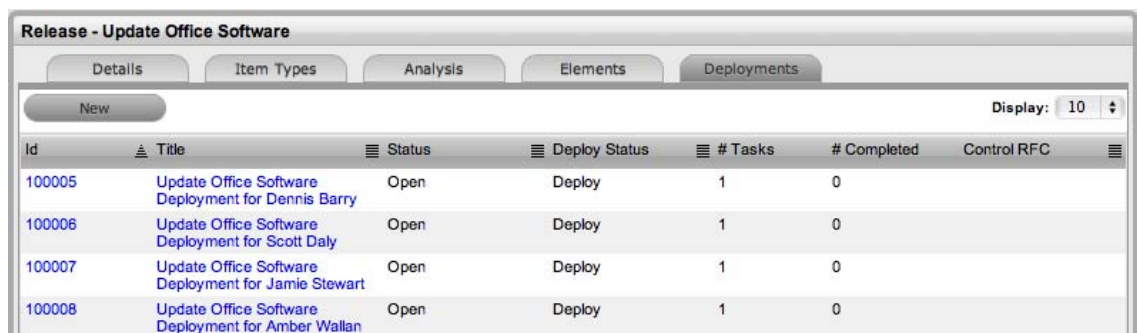 Release - Update Office Software
Details Item Types Analysis Elements Deployments
New Display: 10
Id Title Status Deploy Status # Tasks # Completed Control RFC
100005 Update Office Software Open Deploy 1 0
Deployment for Dennis Barry
100006 Update Office Software Open Deploy 1 0
Deployment for Scott Daly
100007 Update Office Software Open Deploy 1 0
Deployment for Jamie Stewart
100008 Update Office Software Open Deploy 1 0
Deployment for Amber Wallan